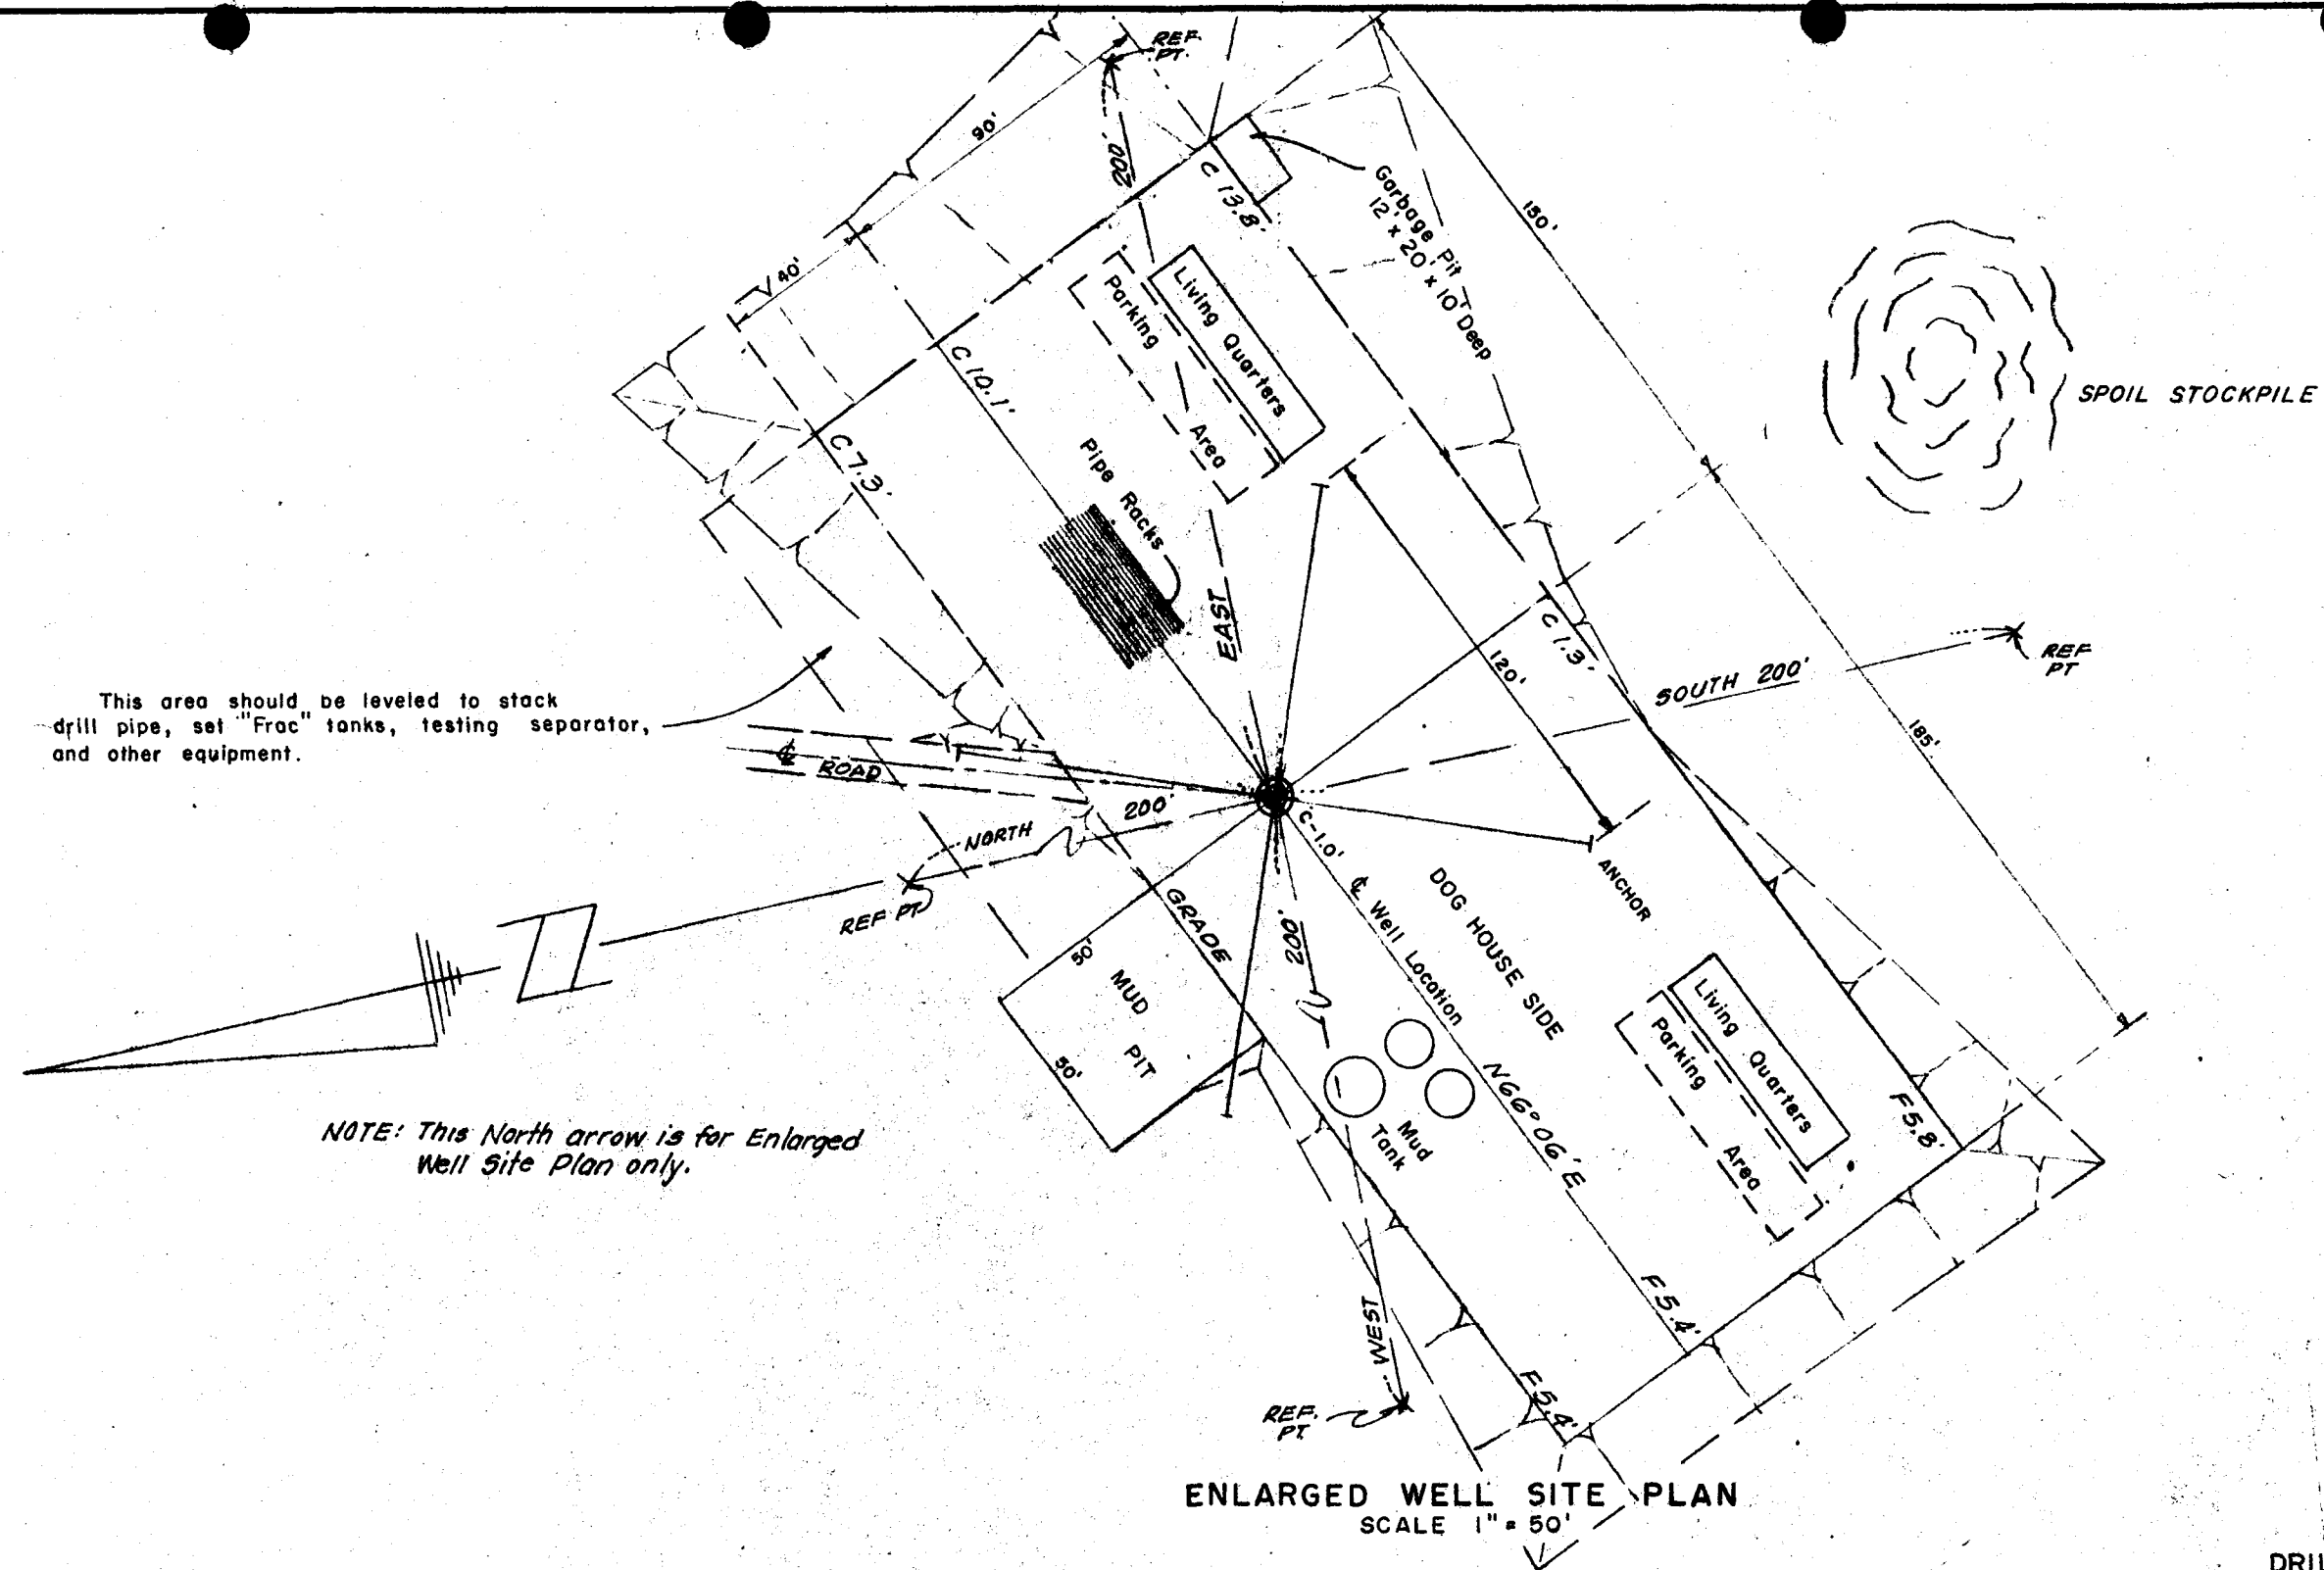 REF.
PT.
90'
200'
C 13.8'
Garbage Pit
12' x 20' x 10' Deep
150'
40'
C 10.1'
Parking
Area
Living Quarters
SPOIL STOCKPILE
C 7.3'
Pipe Racks
EAST
C 1.3'
120'
SOUTH 200'
REF
PT
185'
This area should be leveled to stack
drill pipe, set "Frac" tanks, testing separator,
and other equipment.
℄ ROAD
NORTH
200'
REF PT
C-1.0'
℄ Well Location
N66°06'E
DOG HOUSE SIDE
ANCHOR
GRADE
200'
50'
MUD
PIT
50'
Z
Mud
Tank
Living Quarters
Parking
Area
F 5.8'
F 5.4'
F 5.4'
WEST
REF.
PT.
NOTE: This North arrow is for Enlarged
Well Site Plan only.
ENLARGED WELL SITE PLAN
SCALE 1" = 50'